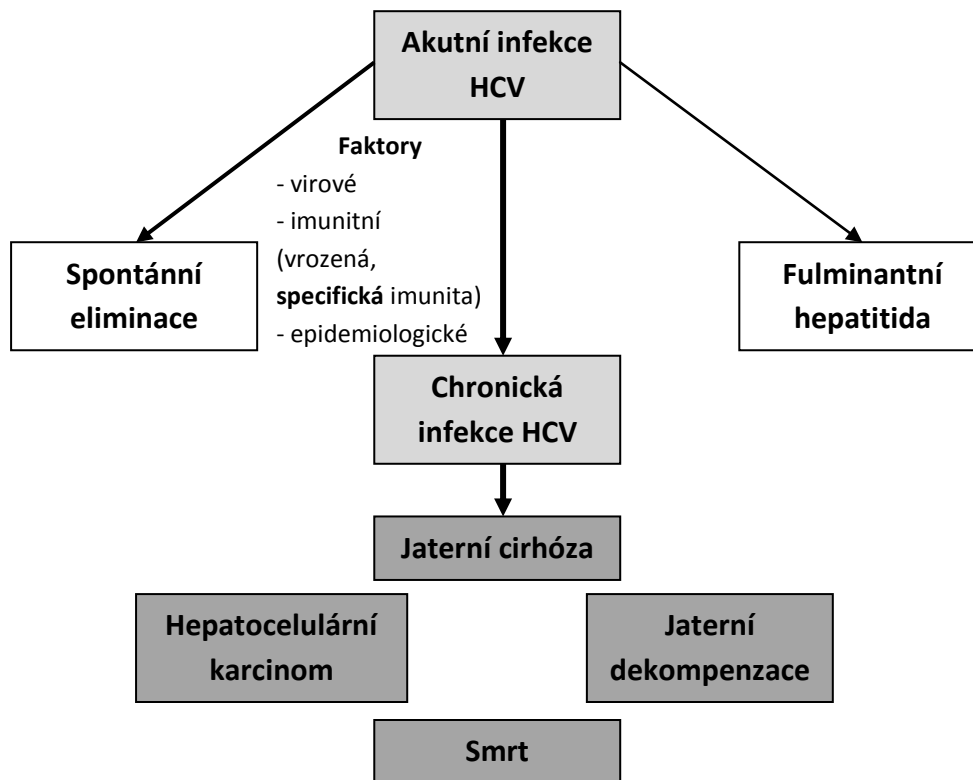 Akutní infekce
HCV
Faktory
- virové
- imunitní
(vrozená,
specifická imunita)
- epidemiologické
Spontánní
eliminace
Fulminantní
hepatitida
Chronická
infekce HCV
Jaterní cirhóza
Hepatocelulární
karcinom
Jaterní
dekompenzace
Smrt